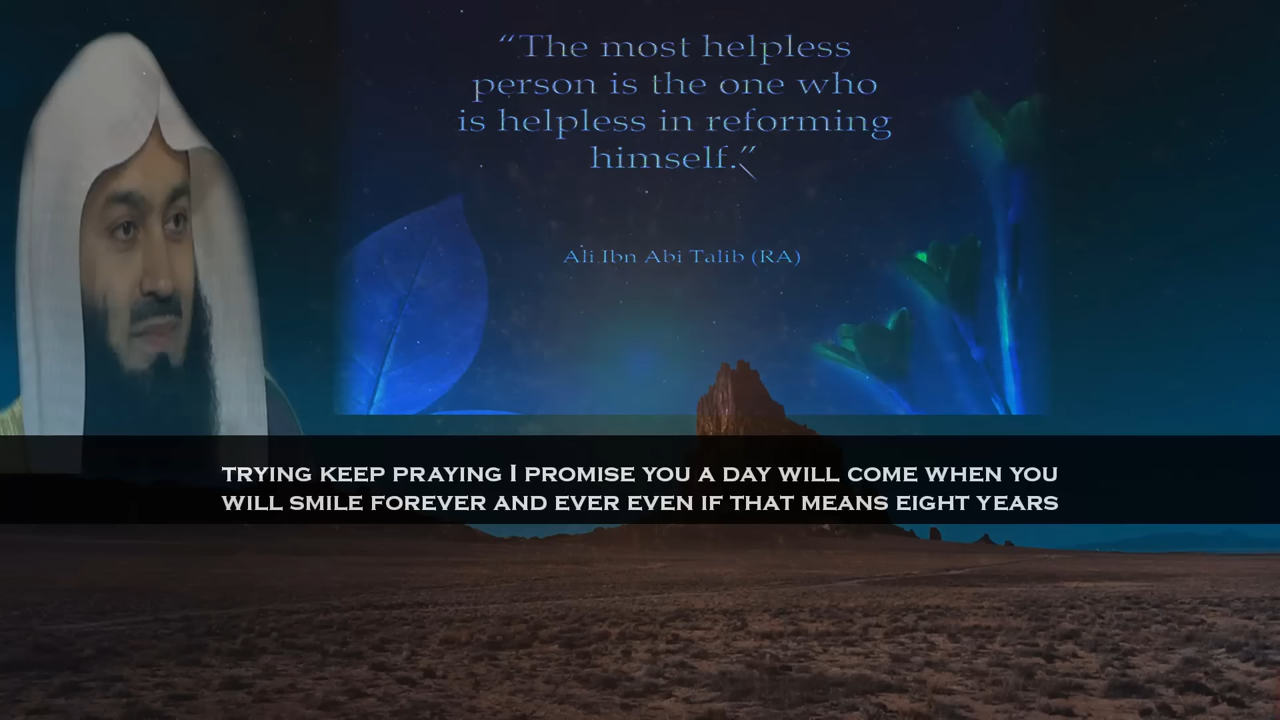 “The most helpless
person is the one who
is helpless in reforming
himself.”
Ali Ibn Abi Talib (RA)
TRYING KEEP PRAYING I PROMISE YOU A DAY WILL COME WHEN YOU
WILL SMILE FOREVER AND EVER EVEN IF THAT MEANS EIGHT YEARS